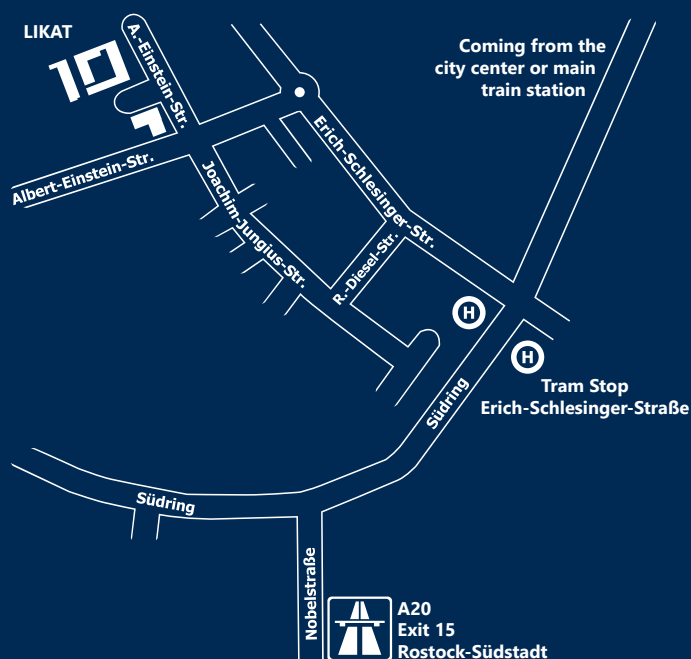 LIKAT
A.-Einstein-Str.
Coming from the
city center or main
train station
Albert-Einstein-Str.
Erich-Schlesinger-Str.
Joachim-Jungius-Str.
R.-Diesel-Str.
H
H
Tram Stop
Erich-Schlesinger-Straße
Südring
Südring
Nobelstraße
A20
Exit 15
Rostock-Südstadt